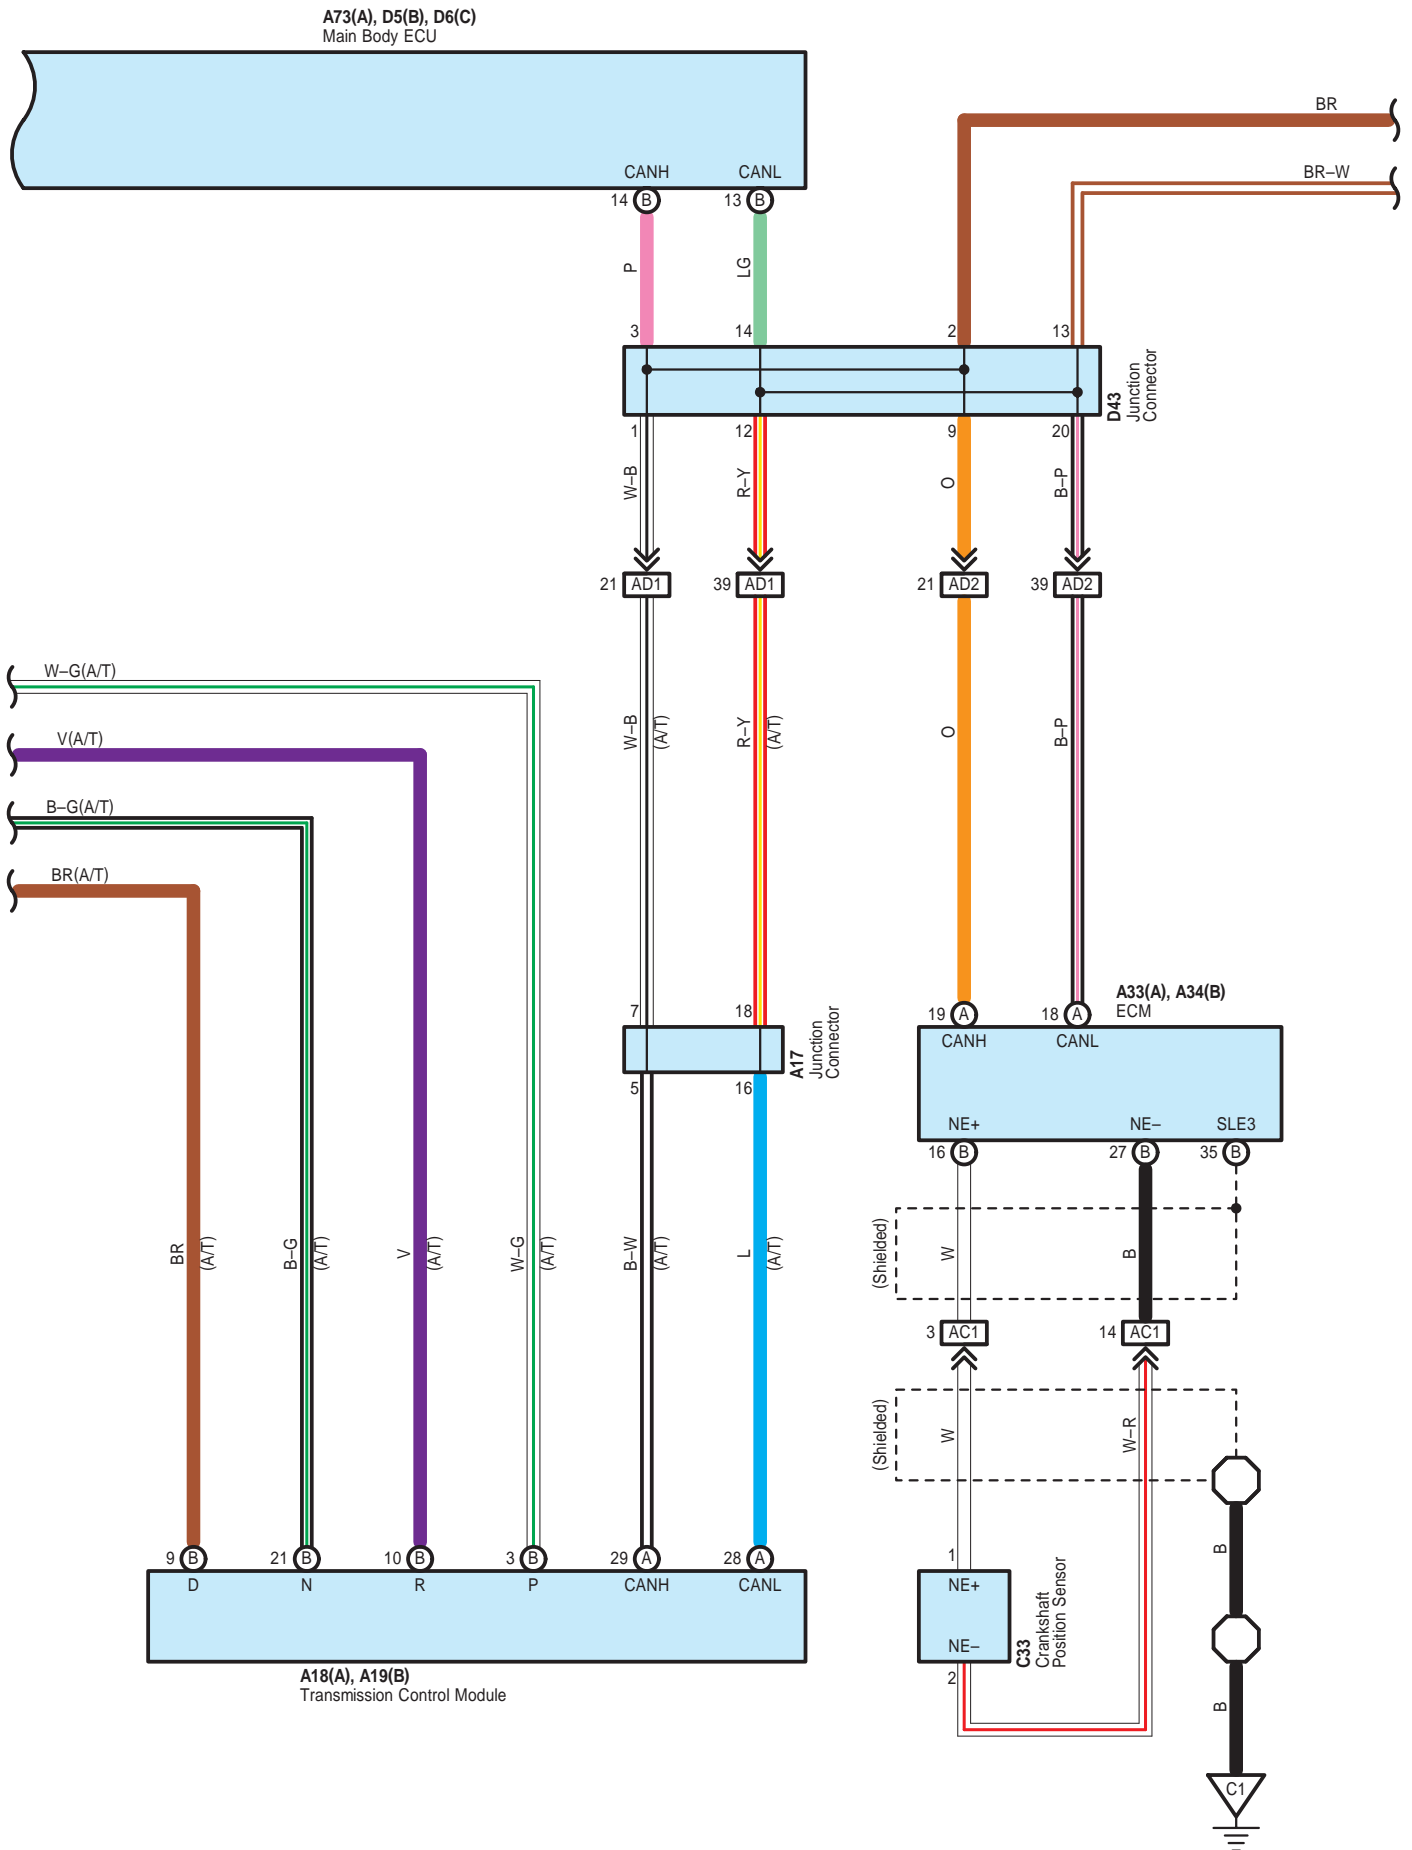 A73(A), D5(B), D6(C)
Main Body ECU
BR
BR–W
CANH CANL
14 B 13 B
P LG
3 14 2 13
D43 Junction Connector
1 12 9 20
W–B R–Y O B–P
21 AD1 39 AD1 21 AD2 39 AD2
W–G(A/T)
V(A/T)
B–G(A/T)
BR(A/T)
W–B (A/T) R–Y (A/T) O B–P
A33(A), A34(B)
ECM
7 18 19 A 18 A
CANH CANL
A17 Junction Connector
5 16
NE+ NE– SLE3
16 B 27 B 35 B
BR (A/T) B–G (A/T) V (A/T) W–G (A/T) B–W (A/T) L (A/T) (Shielded) W B
3 AC1 14 AC1
(Shielded) W W–R
9 B 21 B 10 B 3 B 29 A 28 A 1 B
D N R P CANH CANL NE+
C33 Crankshaft Position Sensor
NE–
A18(A), A19(B)
Transmission Control Module
2 B
C1